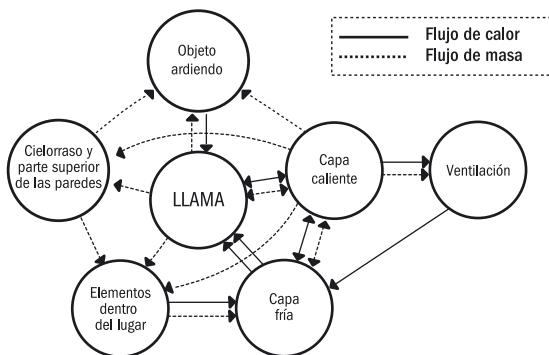 Flujo de calor
Flujo de masa
Objeto
ardiendo
Cielorraso y
parte superior
de las paredes
Capa
caliente
Ventilación
LLAMA
Elementos
dentro
del lugar
Capa
fría